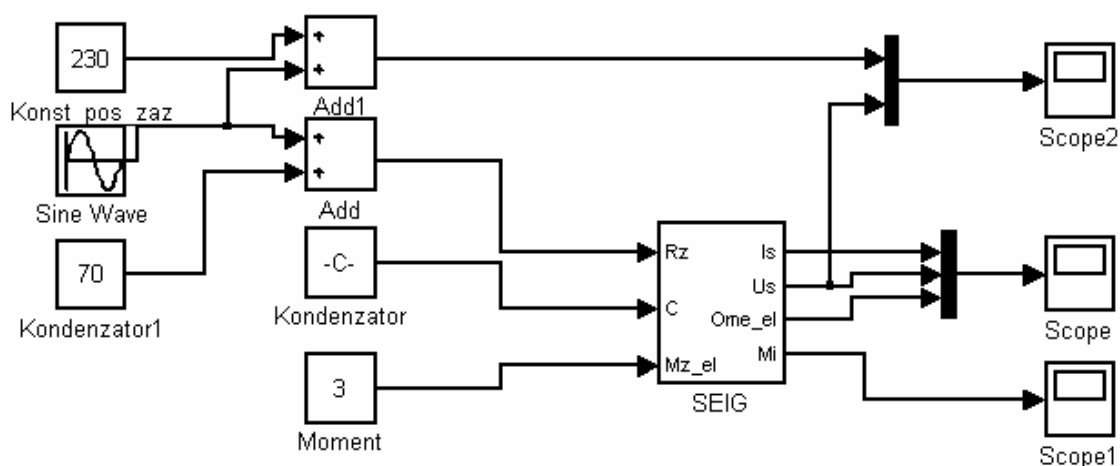 230
Konst_pos_zaz
Sine Wave
70
Kondenzator1
+
+
Add1
+
+
Add
-C-
Kondenzator
3
Moment
Rz
C
Mz_el
Is
Us
Ome_el
Mi
SEIG
Scope2
Scope
Scope1